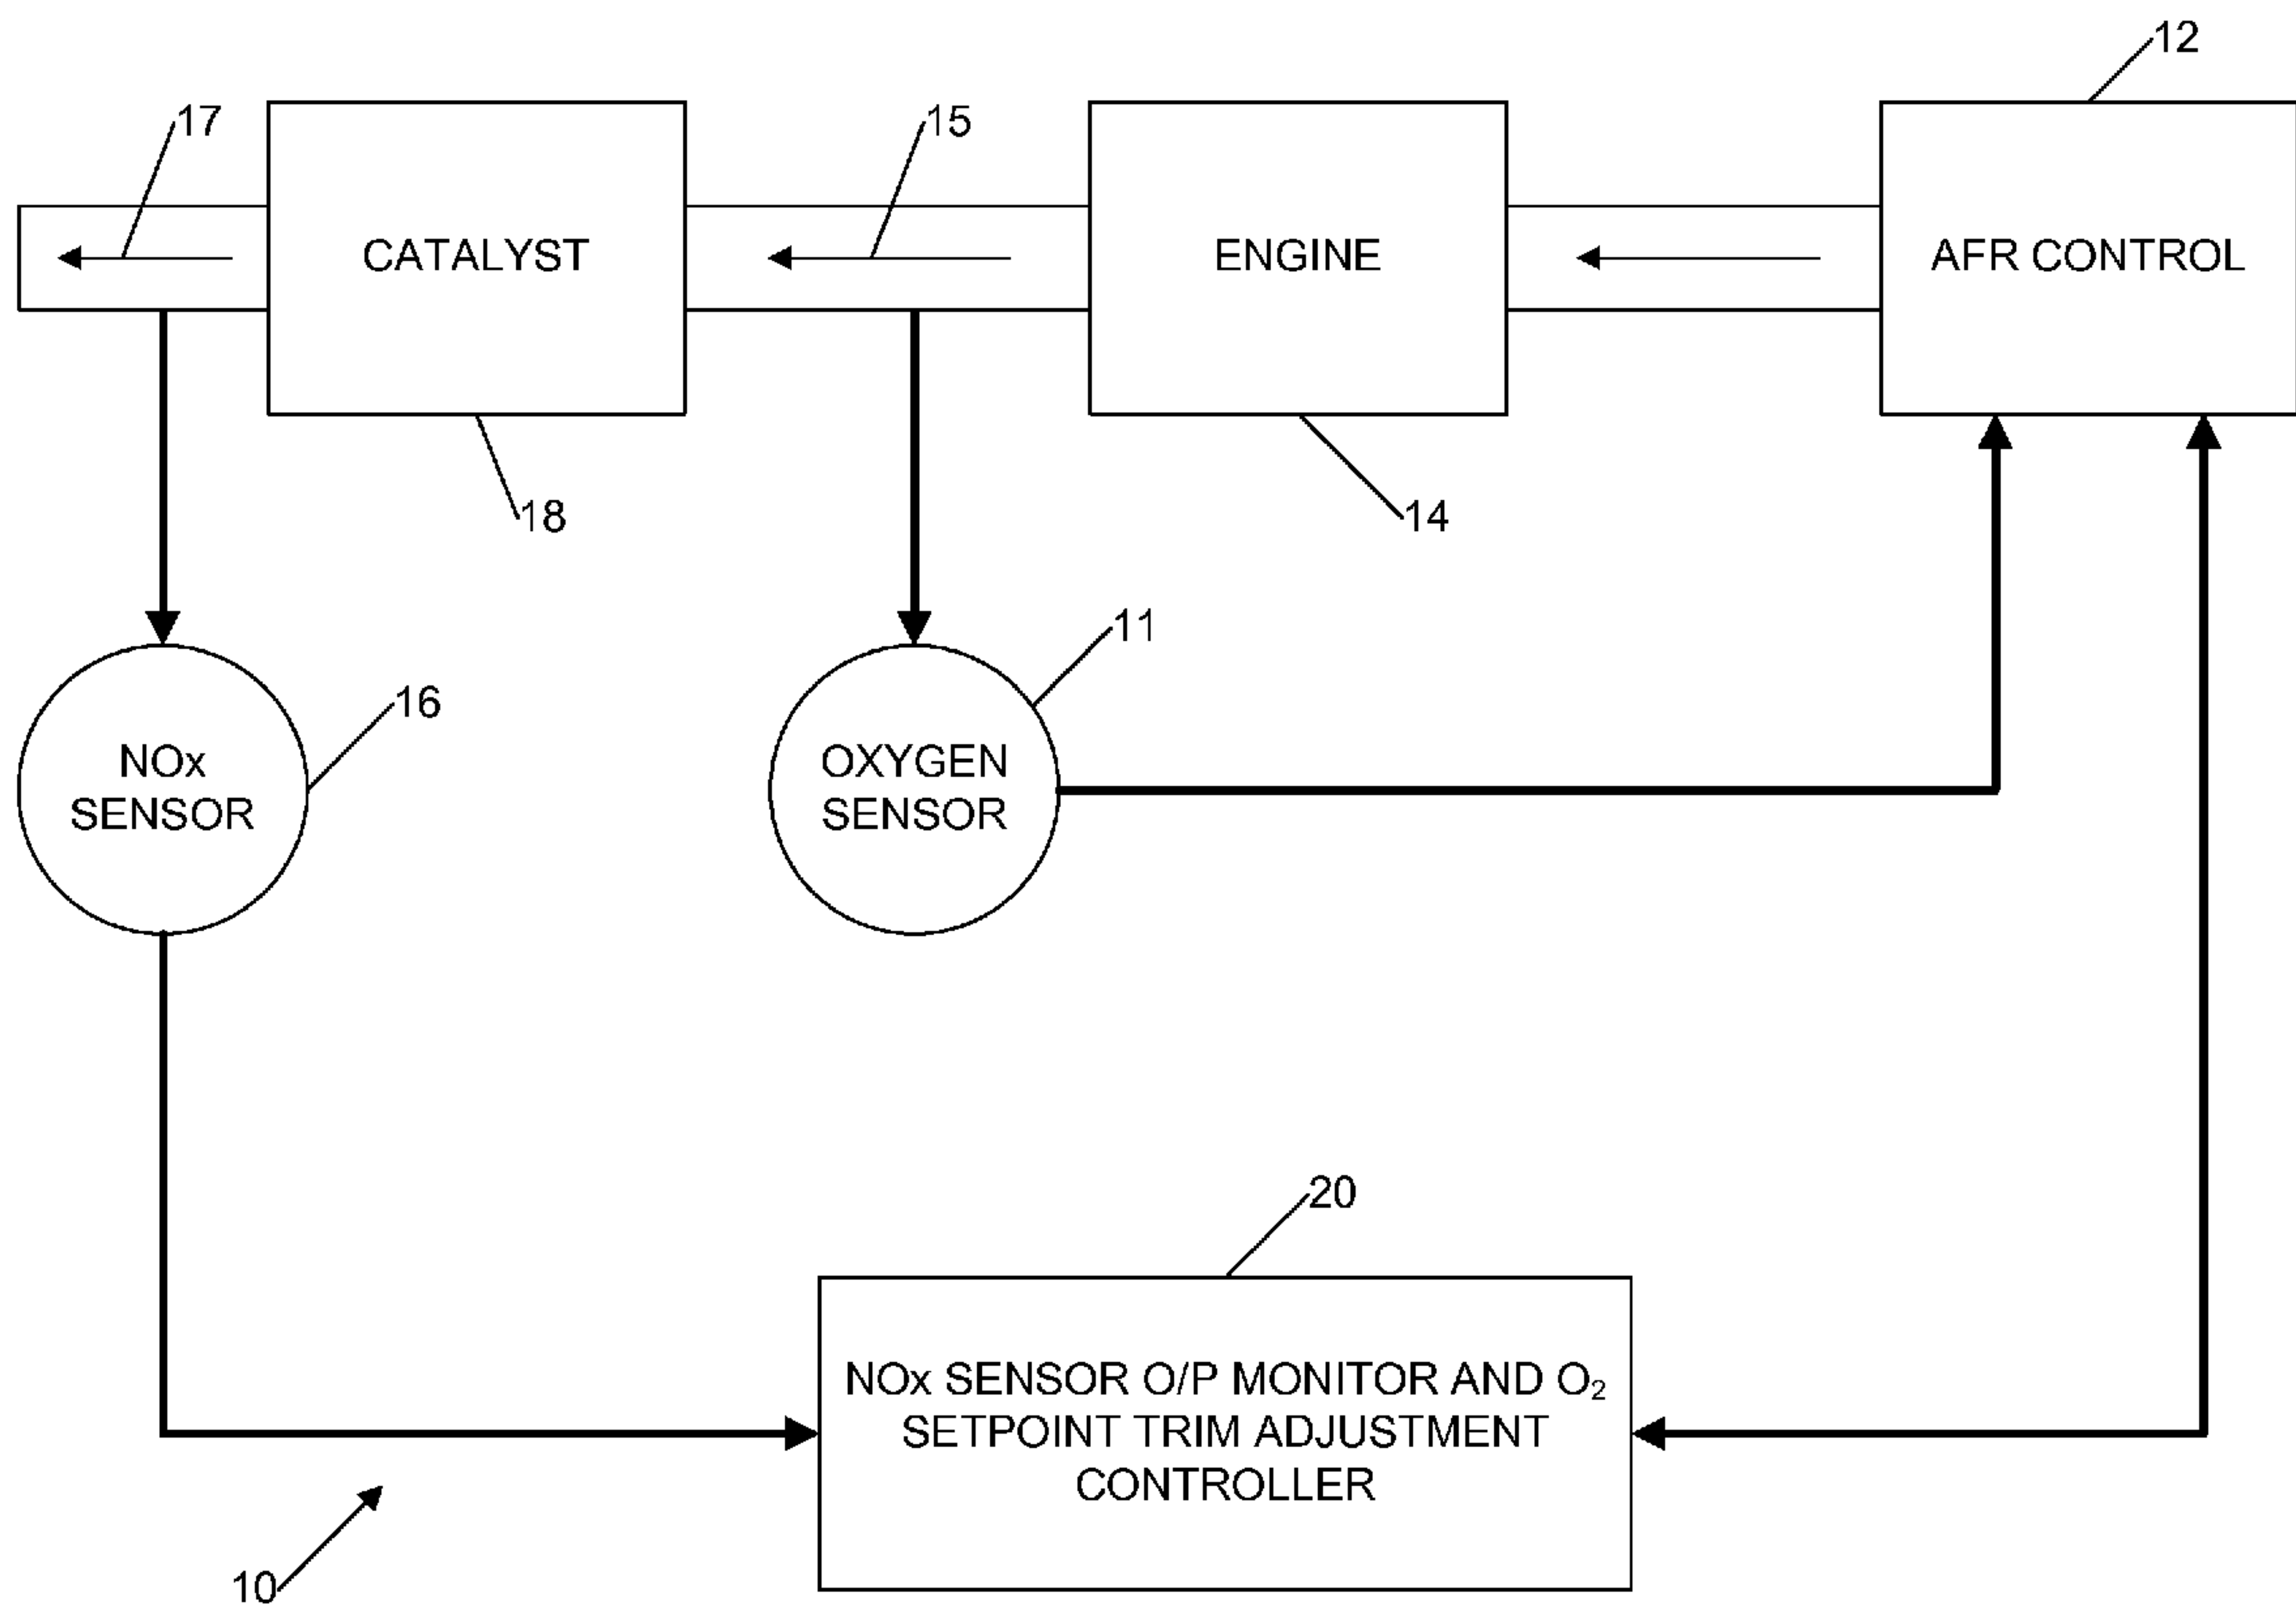 12
17
15
CATALYST
ENGINE
AFR CONTROL
18
14
11
16
NOx
SENSOR
OXYGEN
SENSOR
20
NOx SENSOR O/P MONITOR AND O₂
SETPOINT TRIM ADJUSTMENT
CONTROLLER
10